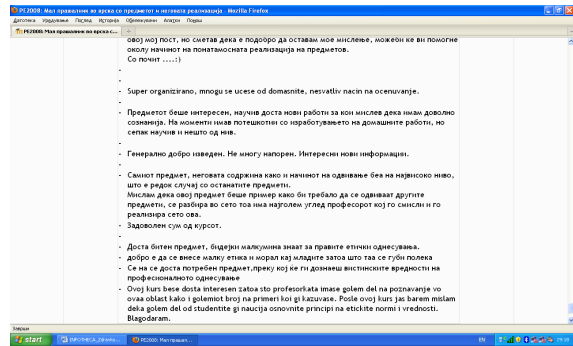 PE2008: Мал прашалник во врска со предметот и неговата реализација - Mozilla Firefox
Датотека Уредување Поглед Историја Обележувачи Алатки Помош
PE2008: Мал прашалник во врска с...
овој мој пост, но сметав дека е подобро да оставам мое мислење, можеби ке ви помогне
околу начинот на понатамосната реализација на предметов.
Со почит ....:)
-
-
- Super organizirano, mnogu se ucese od domasnite, nesvatliv nacin na ocenuvanje.
-
- Предметот беше интересен, научив доста нови работи за кои мислев дека имам доволно
сознанија. На моменти имав потешкотии со изработувањето на домашните работи, но
сепак научив и нешто од нив.
-
- Генерално добро изведен. Не многу напорен. Интересни нови информации.
-
- Самиот предмет, неговата содржина како и начинот на одвивање беа на највисоко ниво,
што е редок случај со останатите предмети.
Мислам дека овој предмет беше пример како би требало да се одвиваат другите
предмети, се разбира во сето тоа има најголем углед професорот кој го смисли и го
реализира сето ова.
- Задоволен сум од курсот.
-
- Доста битен предмет, бидејки малкумина знаат за правите етички однесувања.
- добро е да се внесе малку етика и морал кај младите затоа што таа се губи полека
- Се на се доста потребен предмет,преку кој ќе ги дознаеш вистинските вредности на
професионалното однесување
- Ovoj kurs bese dosta interesen zatoa sto profesorkata imase golem del na poznavanje vo
ovaa oblast kako i golemiot broj na primeri koi gi kazuvase. Posle ovoj kurs jas barem mislam
deka golem del od studentite gi naucija osnovnite principi na etickite normi i vrednosti.
Blagodaram.
Заврши
start
PE2008: Мал прашал...
EN